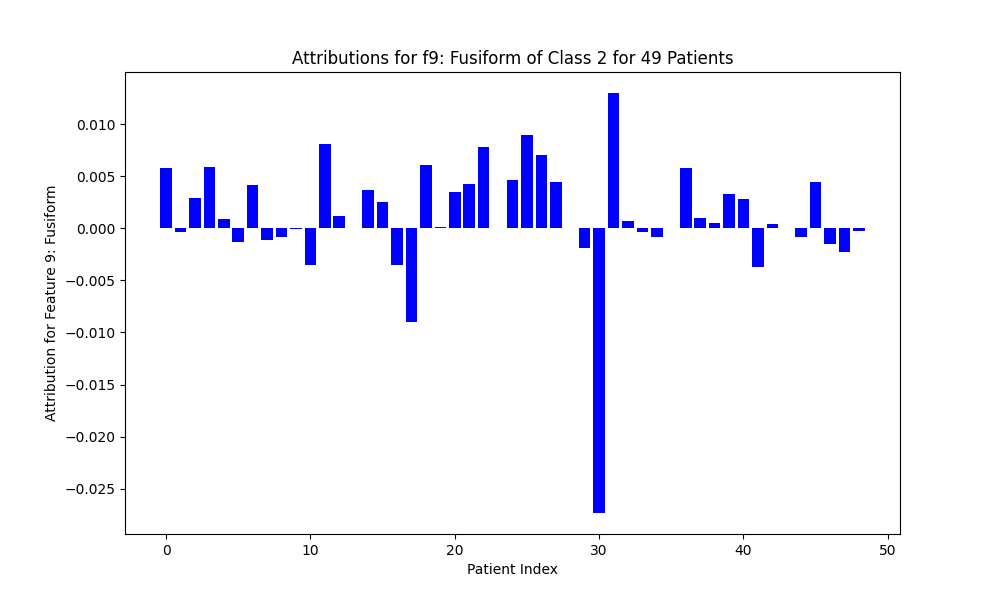 Attributions for f9: Fusiform of Class 2 for 49 Patients
0.010
0.005
0.000
−0.005
−0.010
−0.015
−0.020
−0.025
Attribution for Feature 9: Fusiform
0 10 20 30 40 50
Patient Index